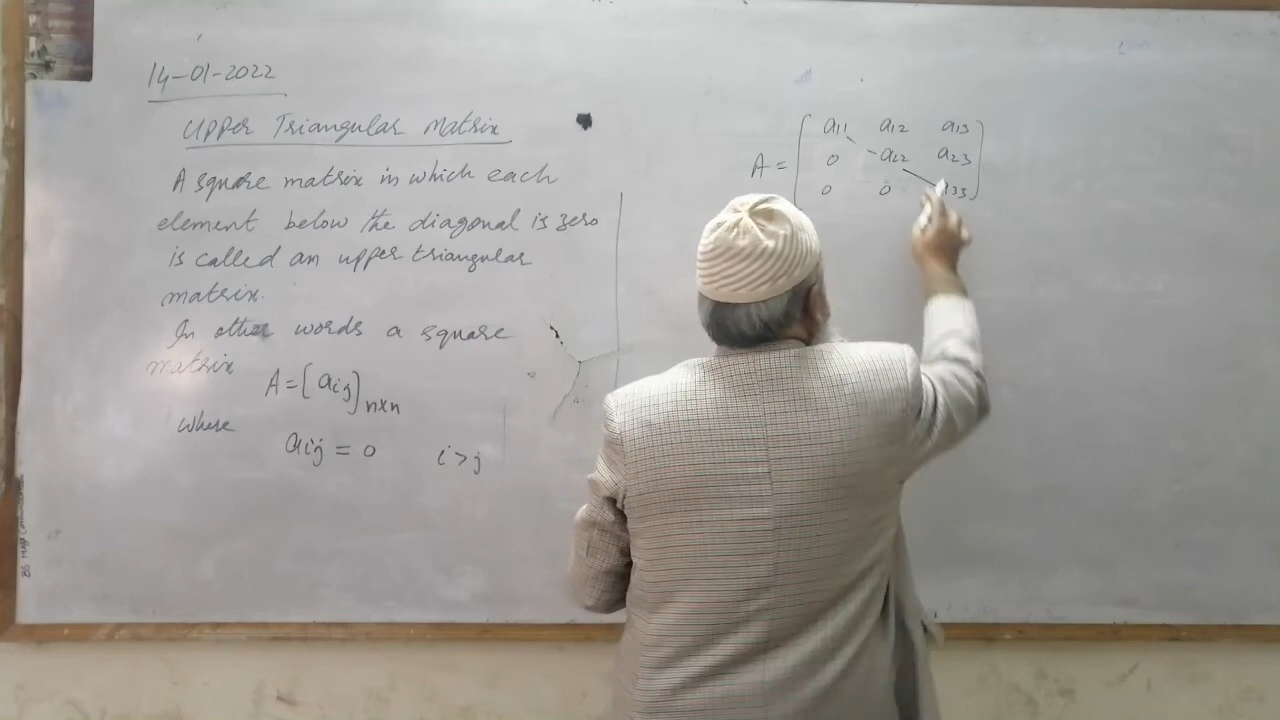 14-01-2022
Upper Triangular Matrix
A square matrix in which each
element below the diagonal is zero
is called an upper triangular
matrix.
In other words a square
matrix
A = [aij]n×n
where
aij = 0 i > j
A =
a11 a12 a13
0 a22 a23
0 0 a33